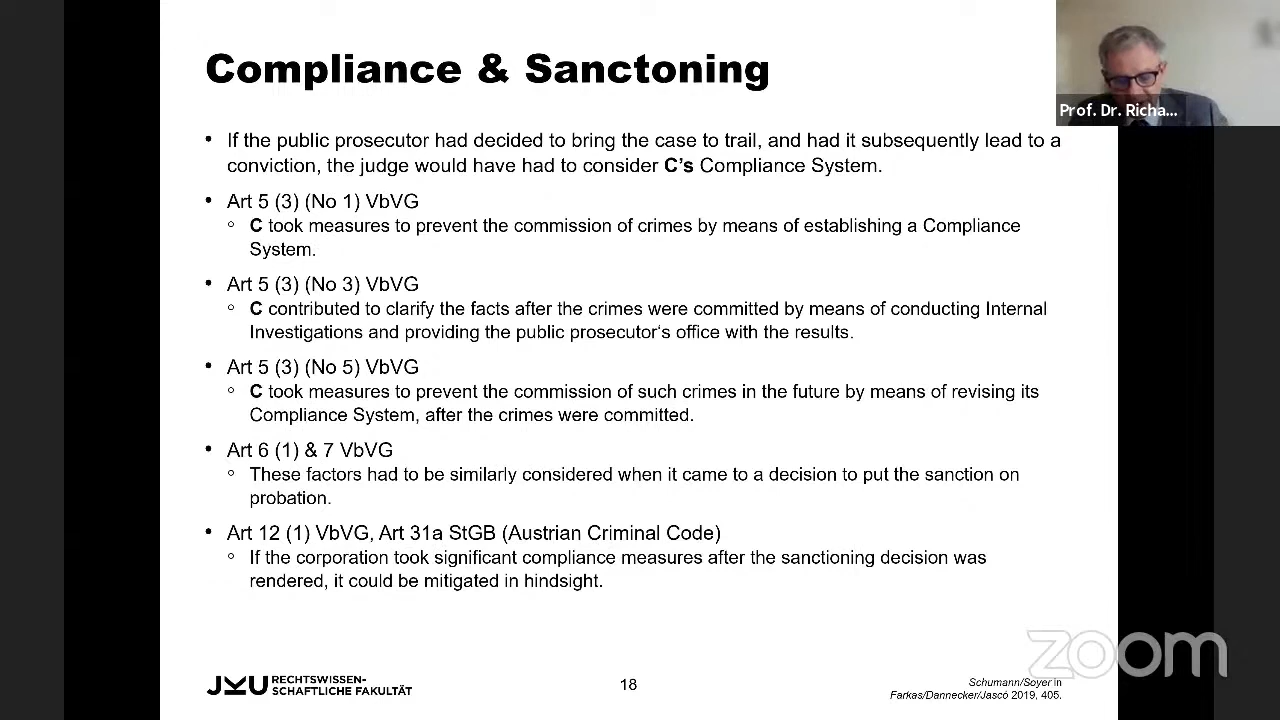 Compliance & Sanctoning
Prof. Dr. Richa...
• If the public prosecutor had decided to bring the case to trail, and had it subsequently lead to a
conviction, the judge would have had to consider C's Compliance System.
• Art 5 (3) (No 1) VbVG
◦ C took measures to prevent the commission of crimes by means of establishing a Compliance
System.
• Art 5 (3) (No 3) VbVG
◦ C contributed to clarify the facts after the crimes were committed by means of conducting Internal
Investigations and providing the public prosecutor's office with the results.
• Art 5 (3) (No 5) VbVG
◦ C took measures to prevent the commission of such crimes in the future by means of revising its
Compliance System, after the crimes were committed.
• Art 6 (1) & 7 VbVG
◦ These factors had to be similarly considered when it came to a decision to put the sanction on
probation.
• Art 12 (1) VbVG, Art 31a StGB (Austrian Criminal Code)
◦ If the corporation took significant compliance measures after the sanctioning decision was
rendered, it could be mitigated in hindsight.
zoom
JKU RECHTSWISSEN-
SCHAFTLICHE FAKULTÄT
18
Schumann/Soyer in
Farkas/Dannecker/Jascó 2019, 405.